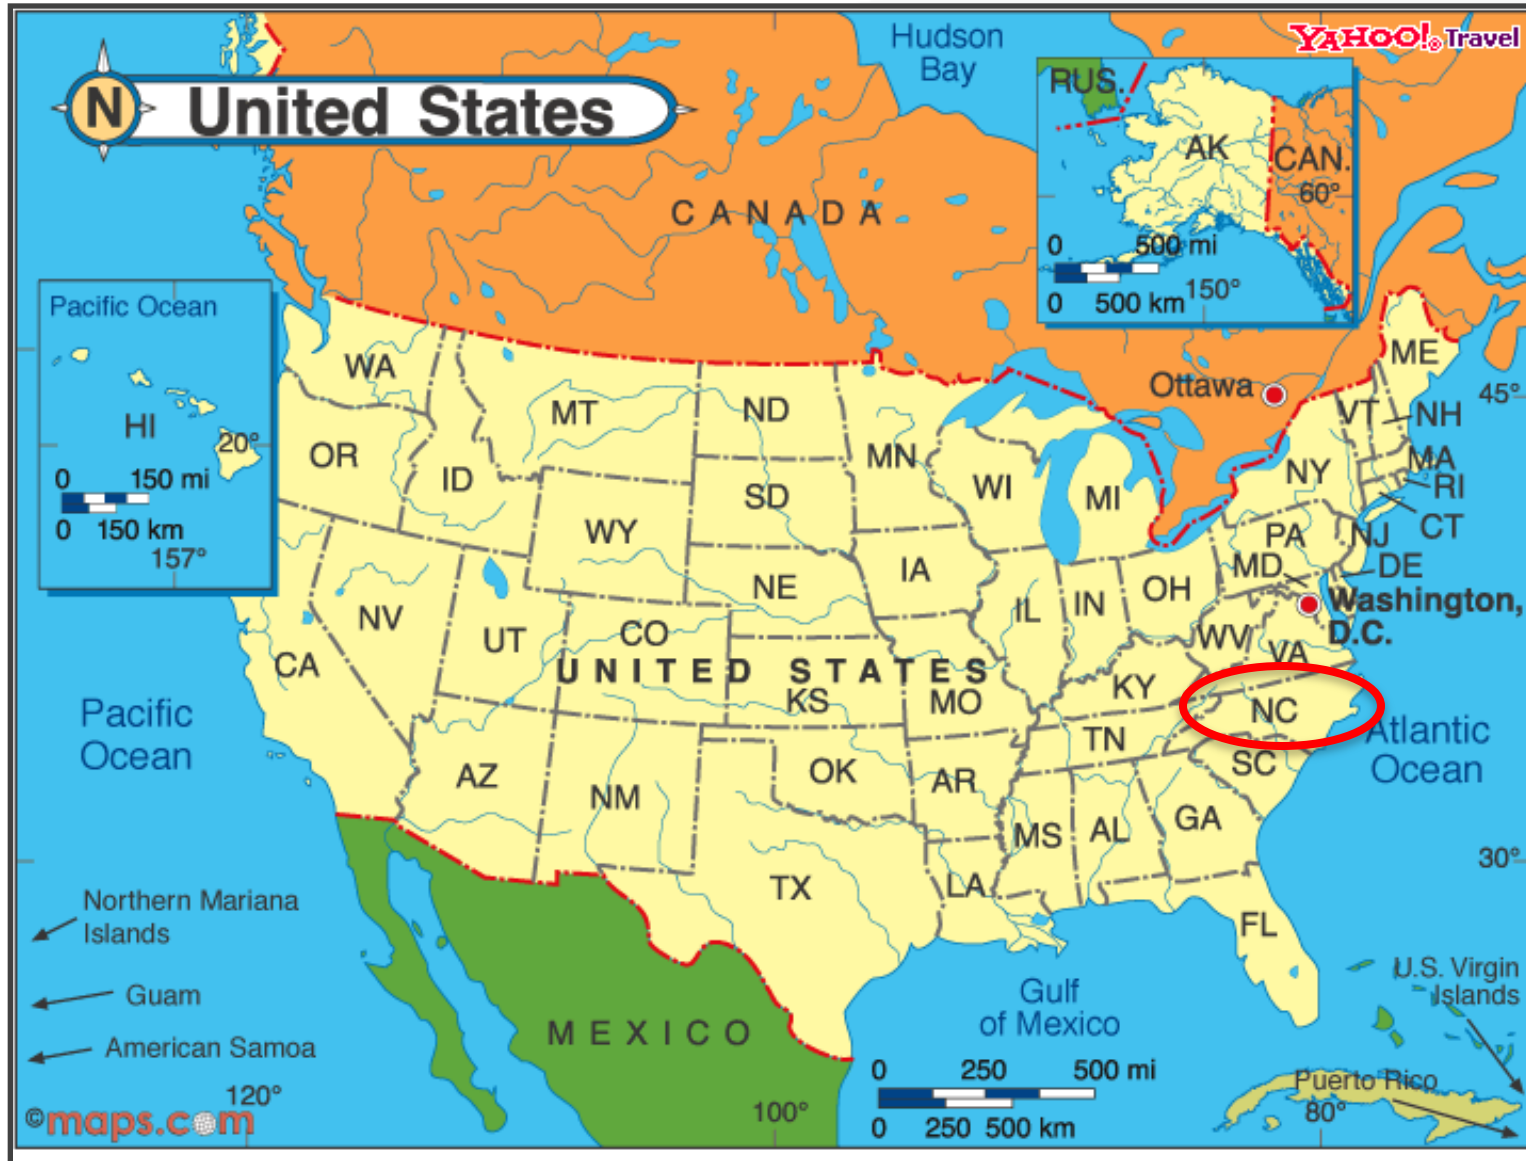 Hudson
Bay
YAHOO!® Travel
N
United States
RUS.
AK
CAN.
60°
0 500 mi
0 500 km
150°
CANADA
Pacific Ocean
HI
20°
0 150 mi
0 150 km
157°
WA
MT
ND
MN
Ottawa
ME
45°
VT
NH
OR
ID
SD
WI
MI
NY
MA
RI
CT
WY
IA
PA
NJ
NE
MD
DE
NV
UT
CO
IL
IN
OH
Washington,
D.C.
WV
VA
CA
UNITED STATES
KS
MO
KY
NC
Pacific
Ocean
Atlantic
Ocean
TN
AZ
NM
OK
AR
SC
MS
AL
GA
30°
TX
LA
FL
Northern Mariana
Islands
Guam
American Samoa
MEXICO
Gulf
of Mexico
U.S. Virgin
Islands
0 250 500 mi
0 250 500 km
Puerto Rico
120°
100°
80°
©maps.com